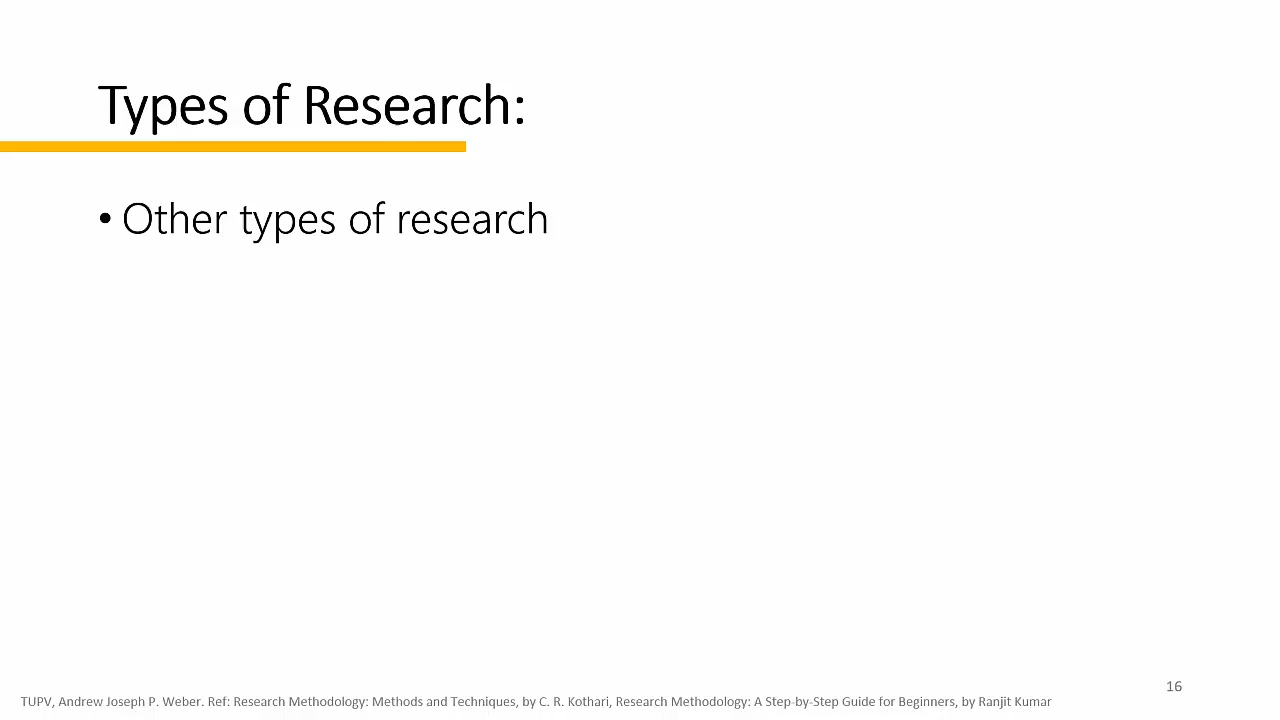 Types of Research:
• Other types of research
16
TUPV, Andrew Joseph P. Weber. Ref: Research Methodology: Methods and Techniques, by C. R. Kothari, Research Methodology: A Step-by-Step Guide for Beginners, by Ranjit Kumar